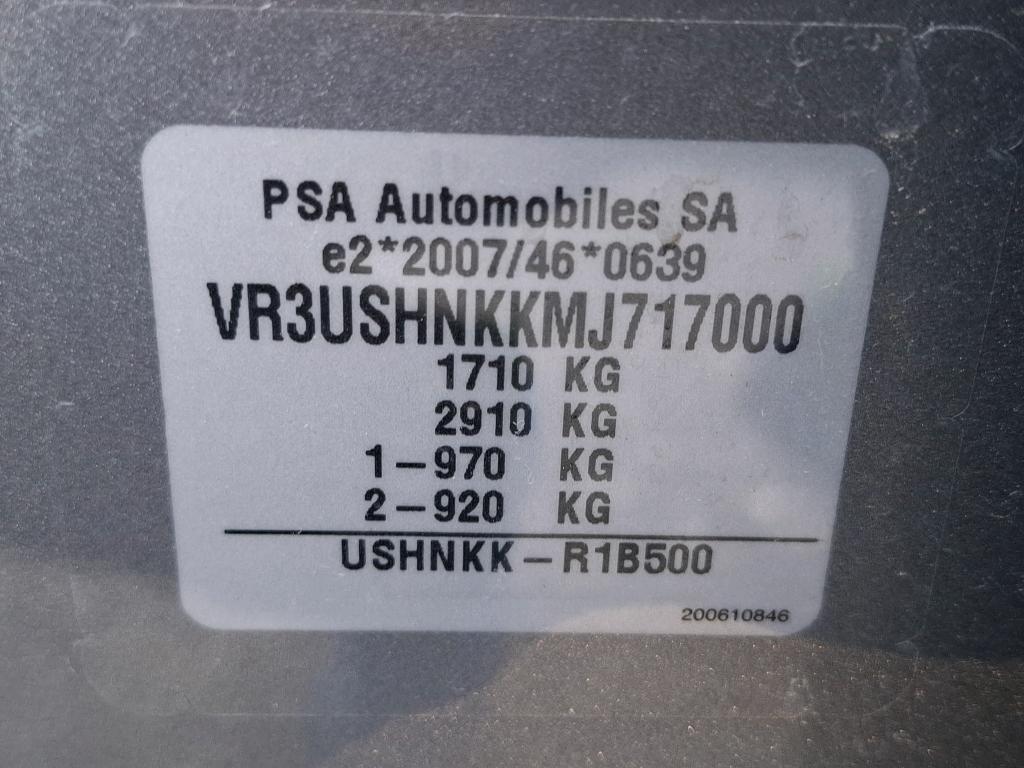 PSA Automobiles SA
e2*2007/46*0639
VR3USHNKKMJ717000
1710 KG
2910 KG
1-970 KG
2-920 KG
USHNKK-R1B500
200610846